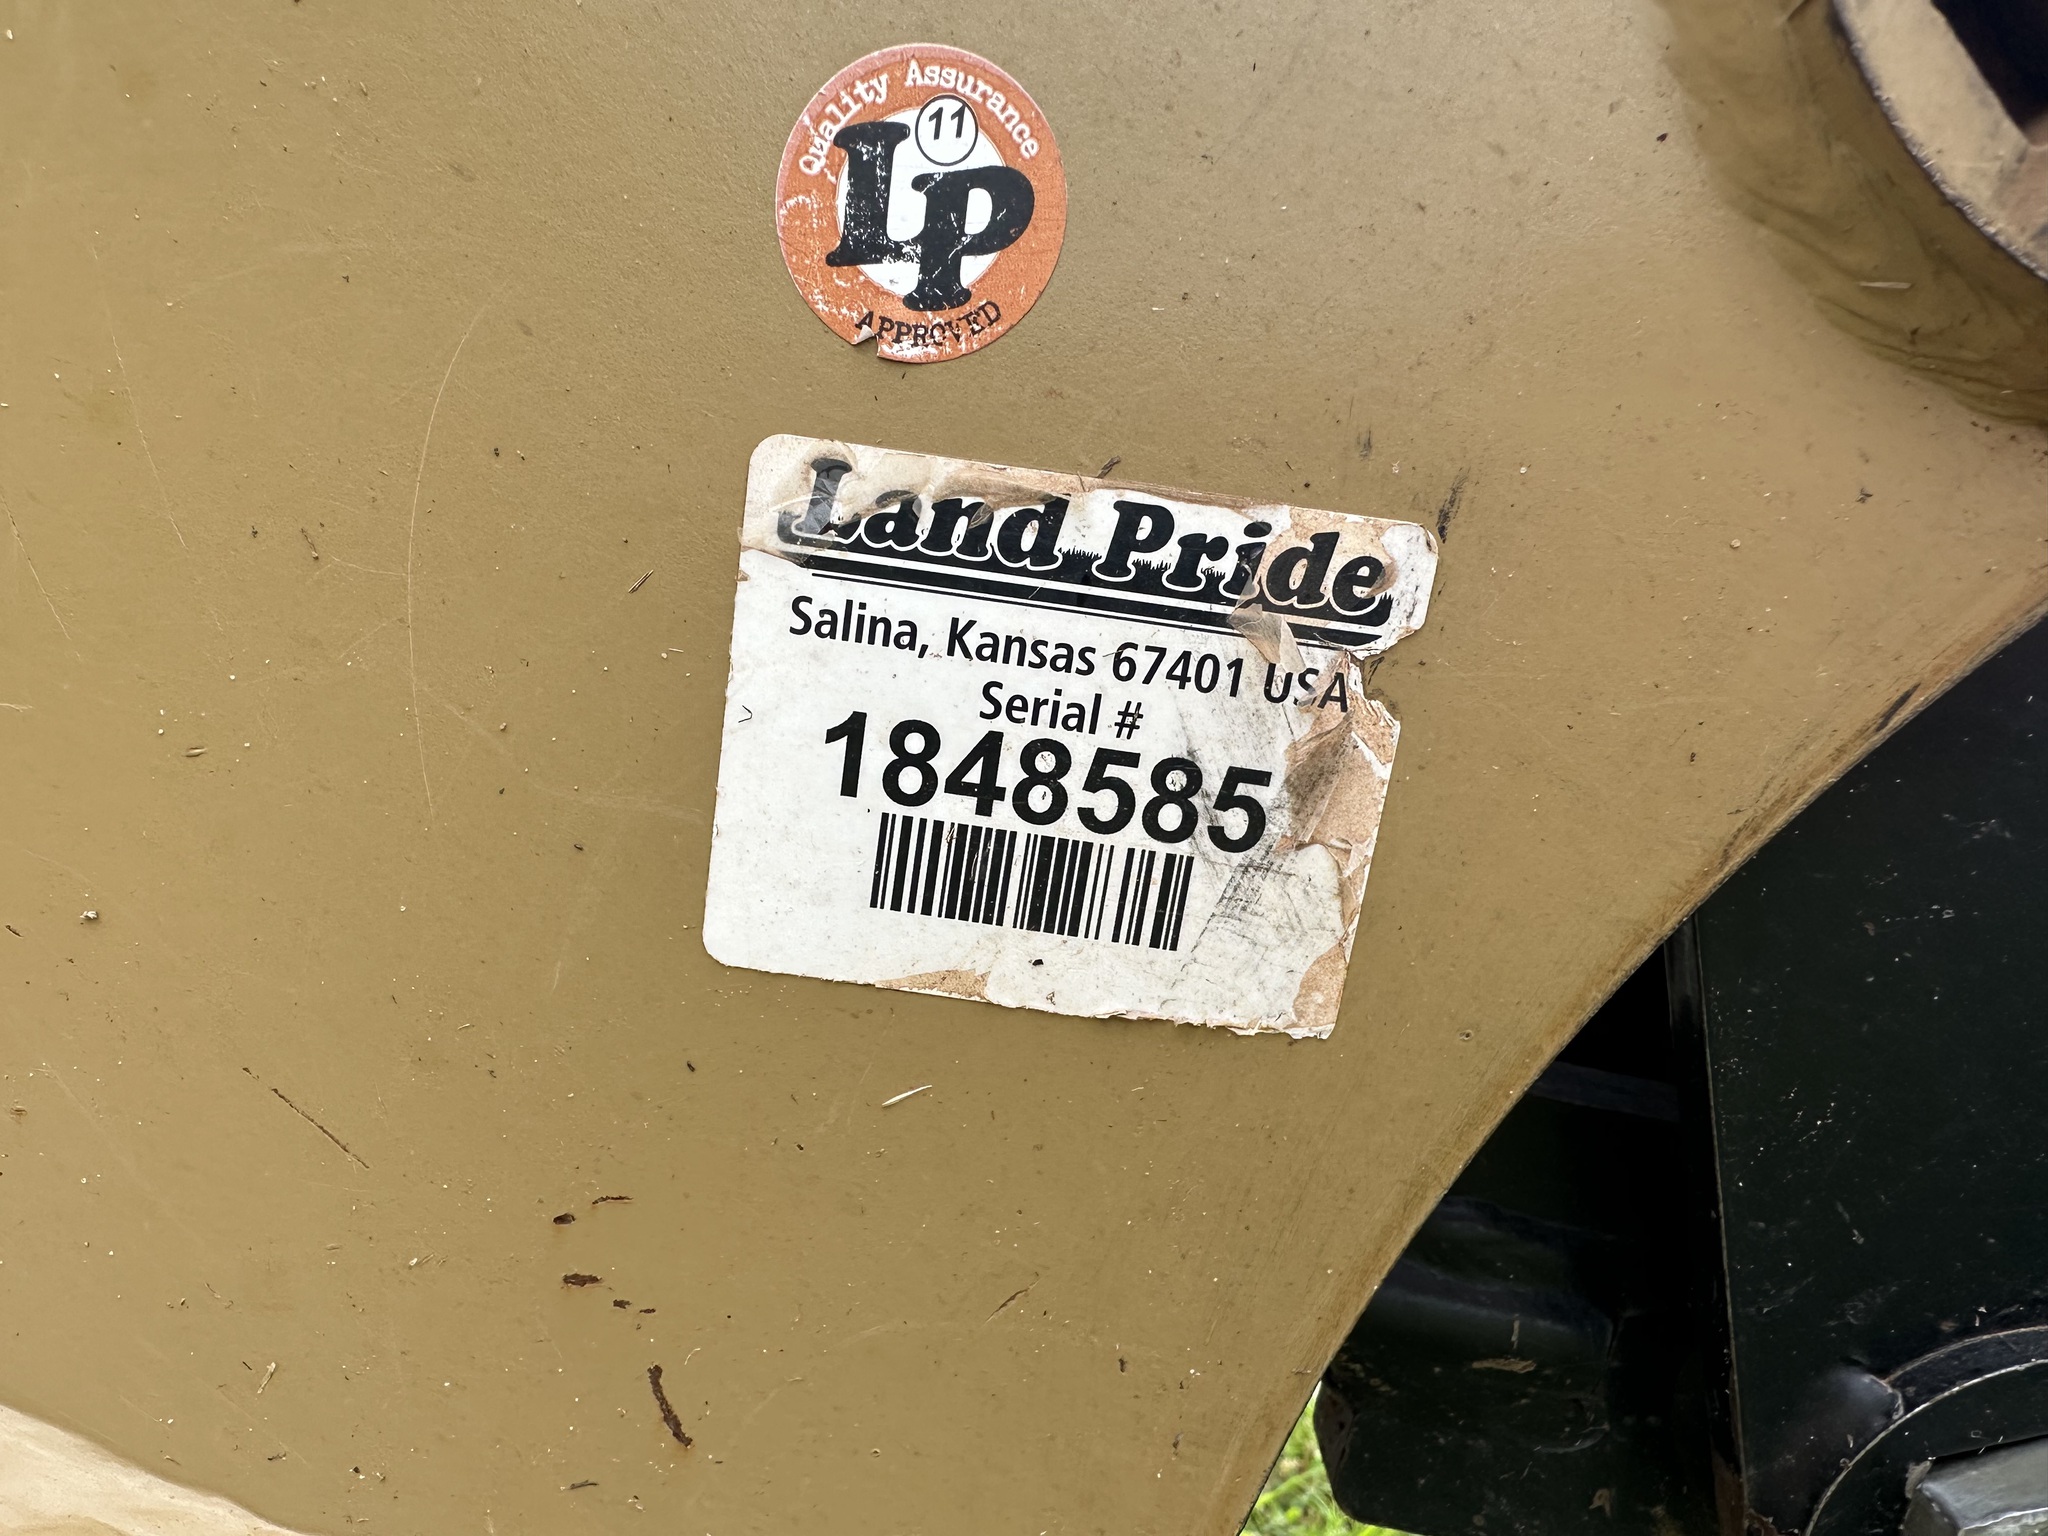 Quality Assurance
11
LP
APPROVED
Land Pride
Salina, Kansas 67401 USA
Serial #
1848585